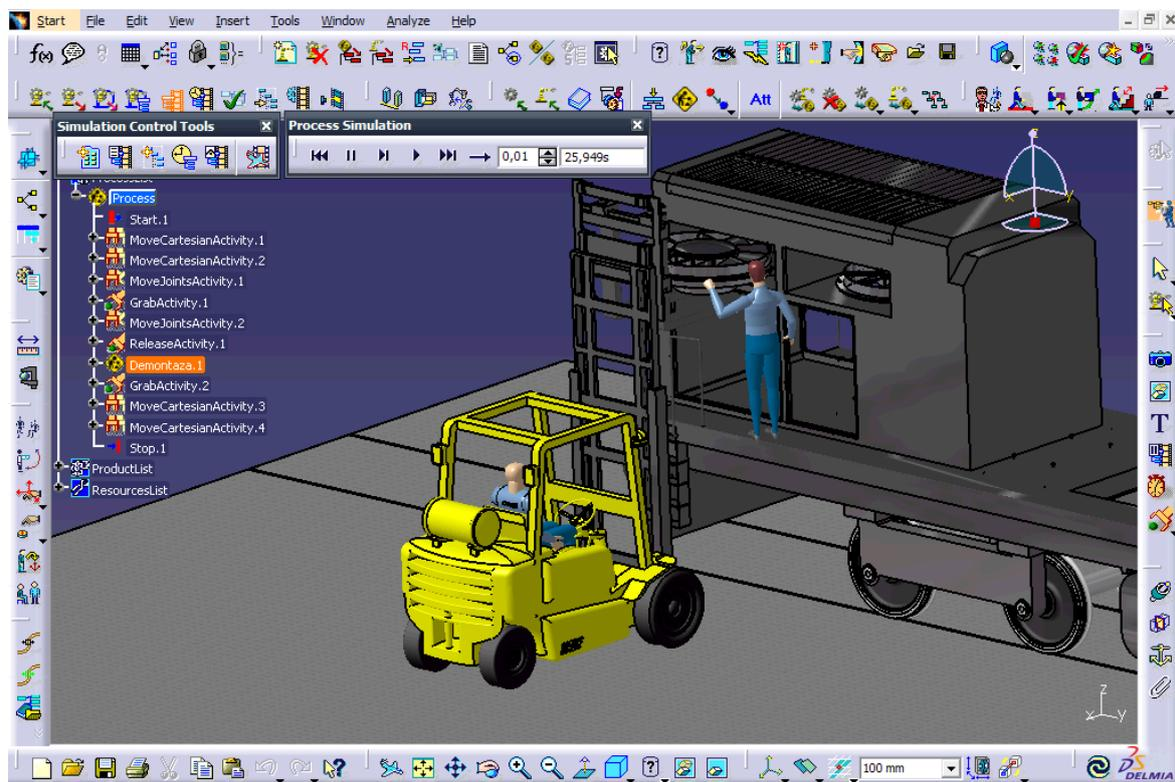 Start File Edit View Insert Tools Window Analyze Help
f(x)
Att
Simulation Control Tools
Process Simulation
0,01 25,949s
ProcessList
Process
Start.1
MoveCartesianActivity.1
MoveCartesianActivity.2
MoveJointsActivity.1
GrabActivity.1
MoveJointsActivity.2
ReleaseActivity.1
Demontaza.1
GrabActivity.2
MoveCartesianActivity.3
MoveCartesianActivity.4
Stop.1
ProductList
ResourcesList
x y
T
z
x y
100 mm
DELMIA